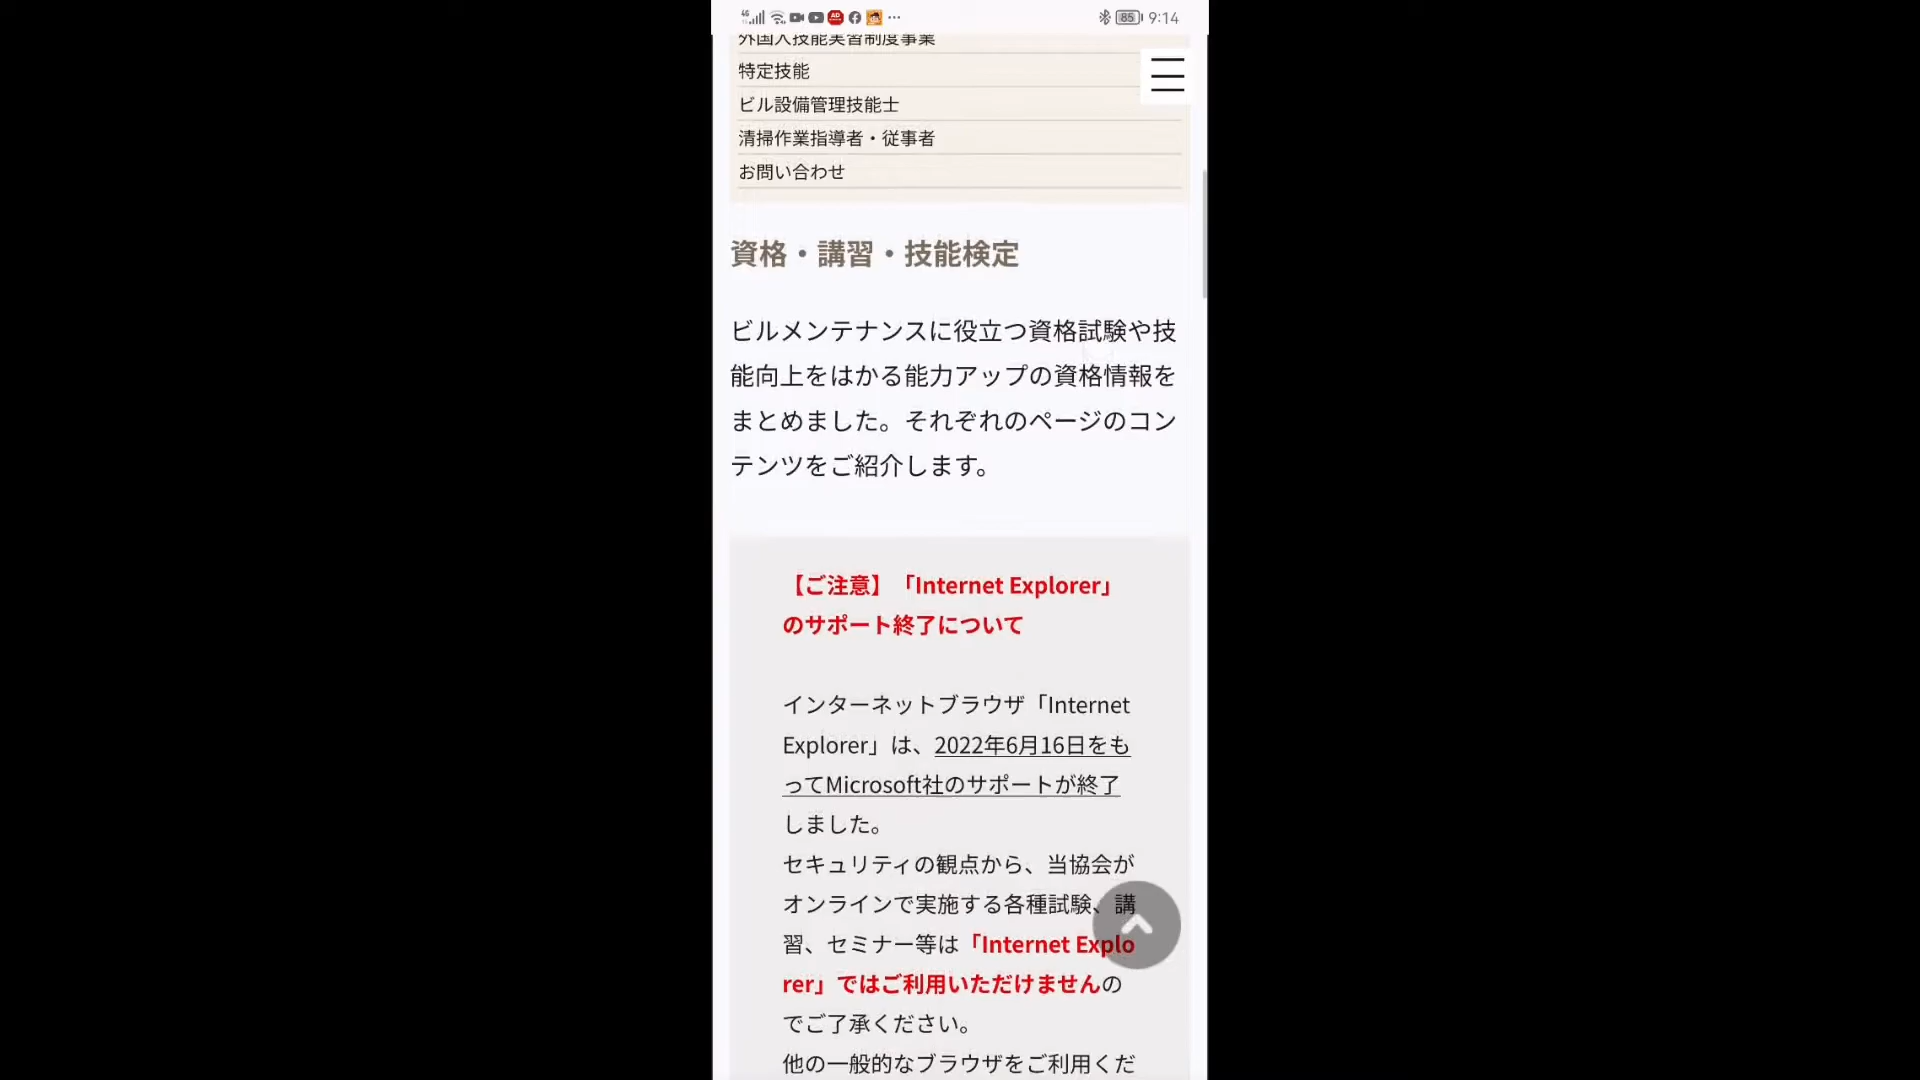 85 9:14
外国人技能実習制度事業
特定技能
ビル設備管理技能士
清掃作業指導者・従事者
お問い合わせ
資格・講習・技能検定
ビルメンテナンスに役立つ資格試験や技
能向上をはかる能力アップの資格情報を
まとめました。それぞれのページのコン
テンツをご紹介します。
【ご注意】「Internet Explorer」
のサポート終了について
インターネットブラウザ「Internet
Explorer」は、2022年6月16日をも
ってMicrosoft社のサポートが終了
しました。
セキュリティの観点から、当協会が
オンラインで実施する各種試験、講
習、セミナー等は「Internet Explo
rer」ではご利用いただけませんの
でご了承ください。
他の一般的なブラウザをご利用くだ